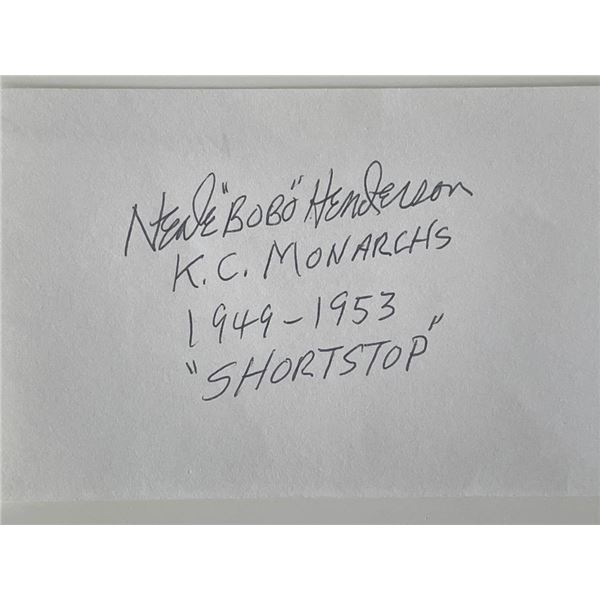 Neale "BOBO" Henderson
K.C. MONARCHS
1949-1953
"SHORTSTOP"